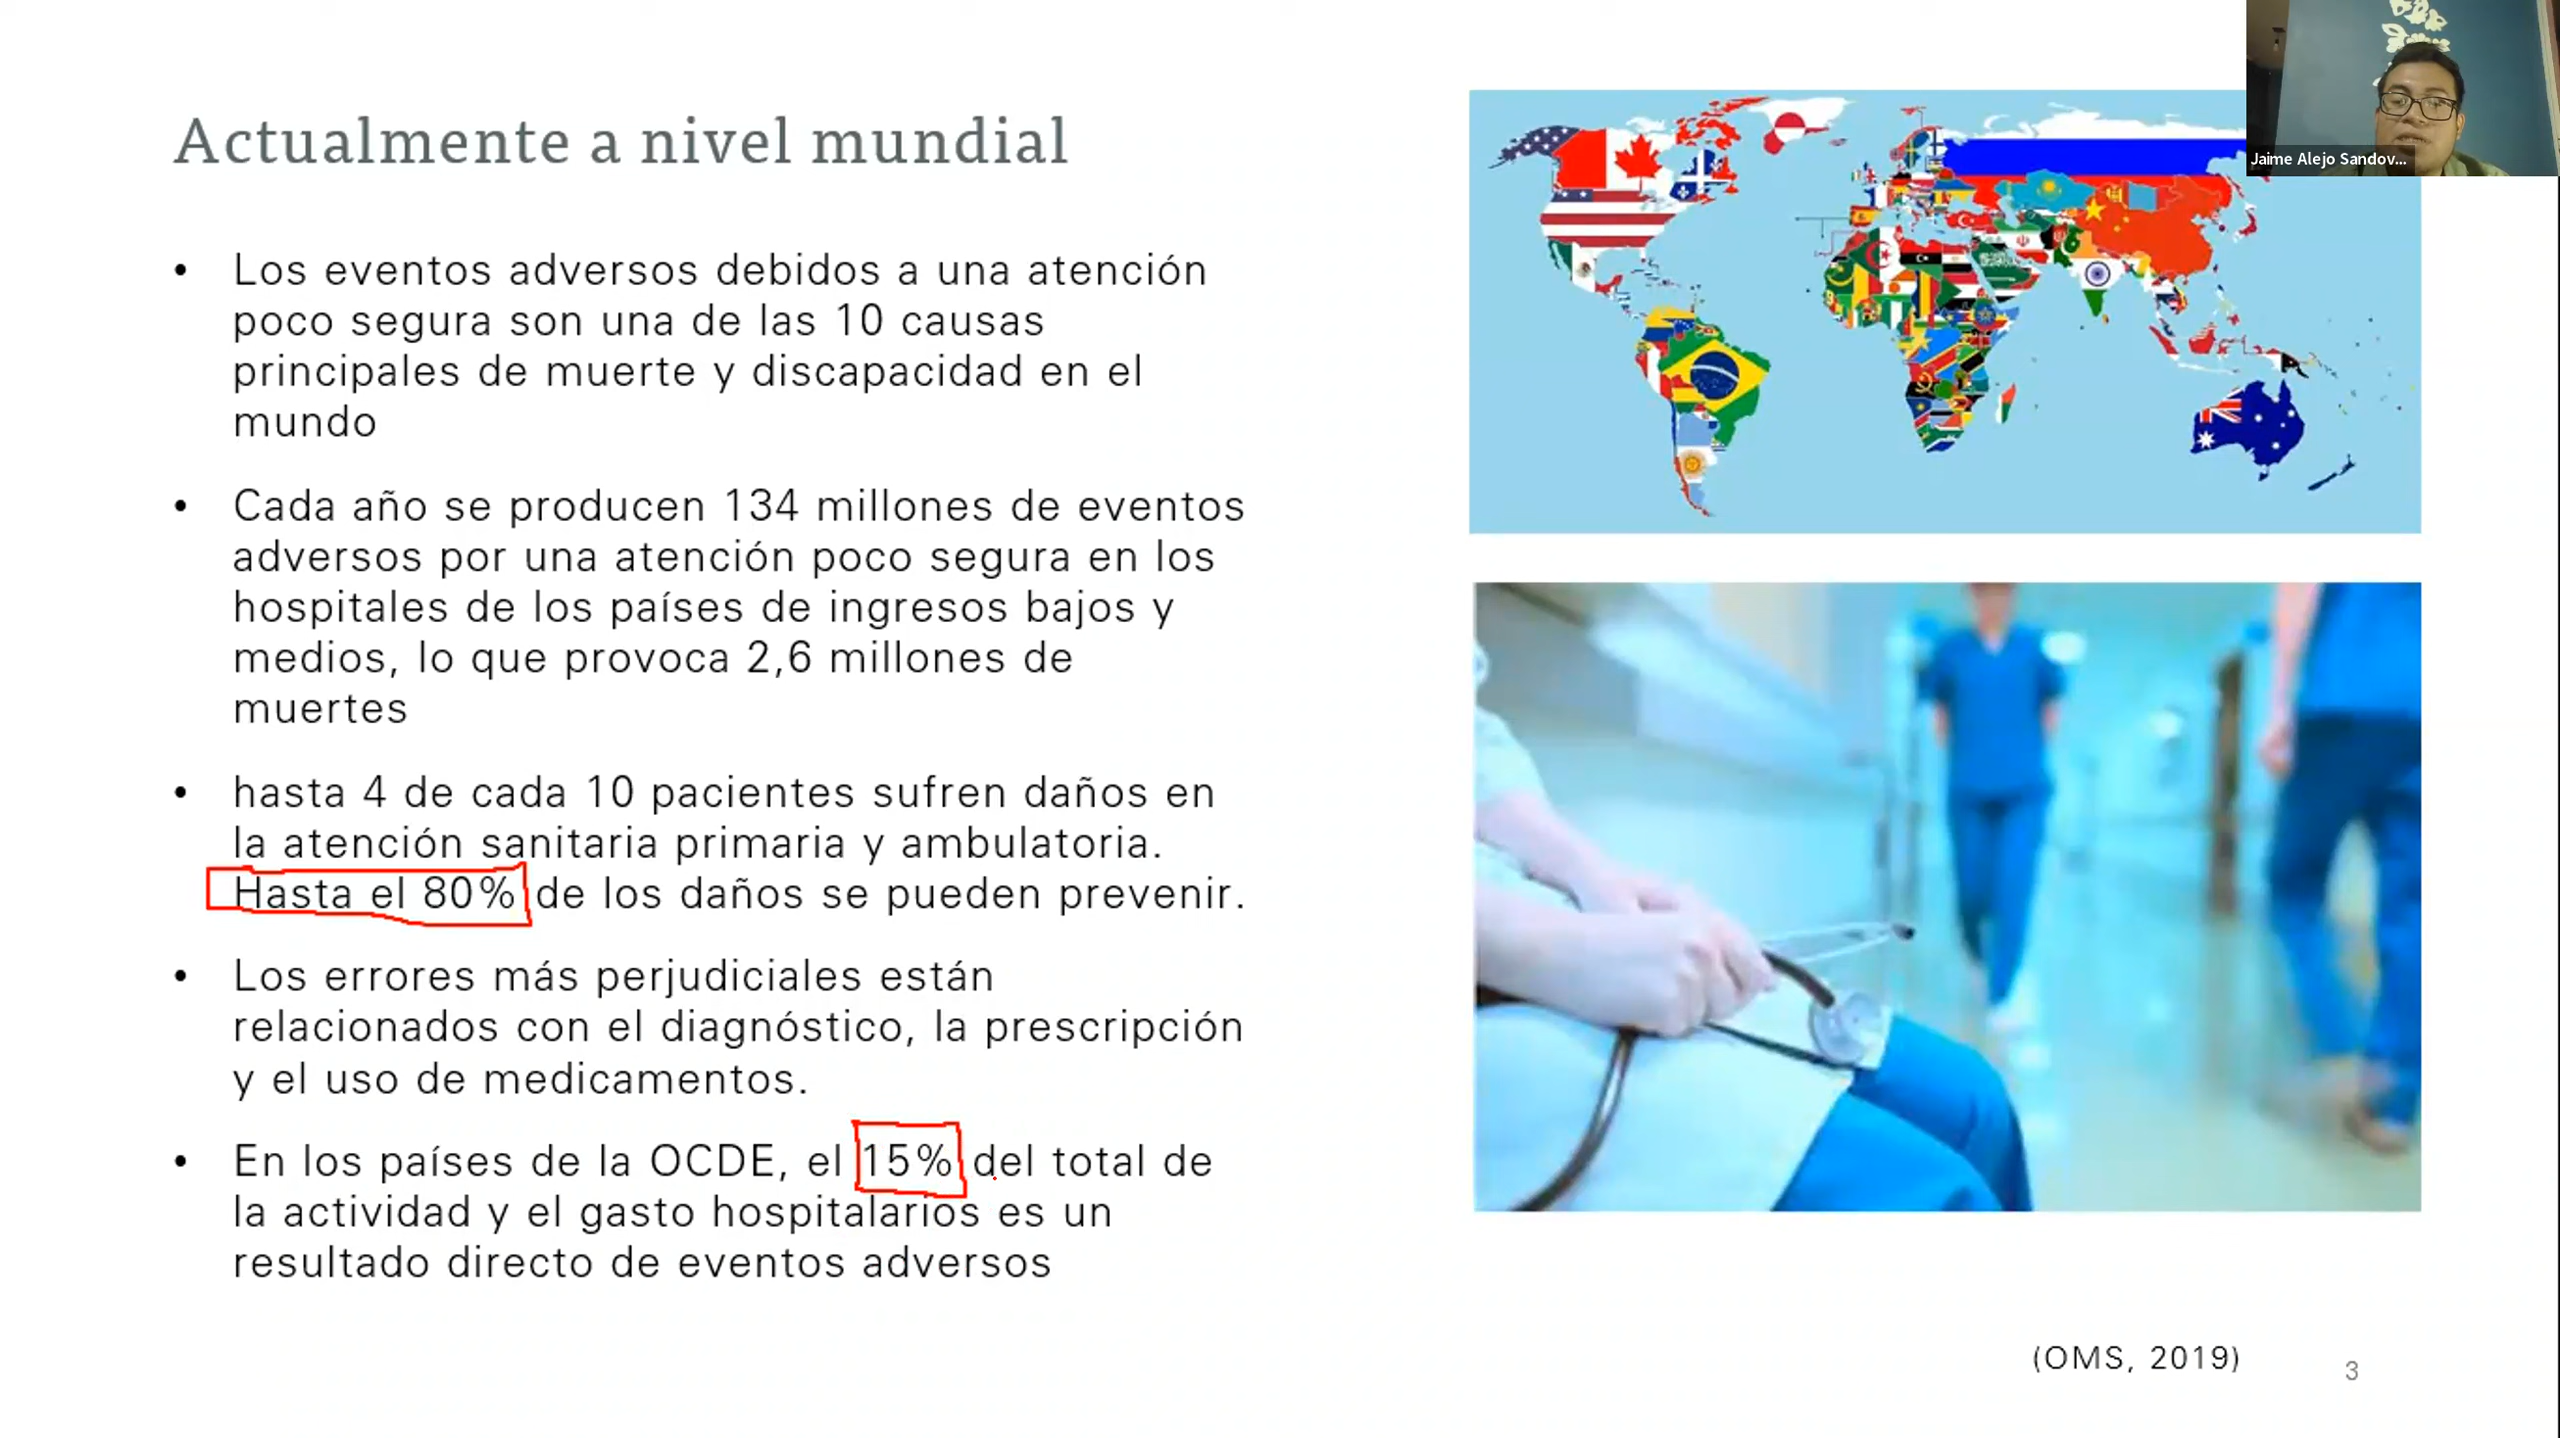 Actualmente a nivel mundial
• Los eventos adversos debidos a una atención
poco segura son una de las 10 causas
principales de muerte y discapacidad en el
mundo
• Cada año se producen 134 millones de eventos
adversos por una atención poco segura en los
hospitales de los países de ingresos bajos y
medios, lo que provoca 2,6 millones de
muertes
• hasta 4 de cada 10 pacientes sufren daños en
la atención sanitaria primaria y ambulatoria.
Hasta el 80% de los daños se pueden prevenir.
• Los errores más perjudiciales están
relacionados con el diagnóstico, la prescripción
y el uso de medicamentos.
• En los países de la OCDE, el 15% del total de
la actividad y el gasto hospitalarios es un
resultado directo de eventos adversos
Jaime Alejo Sandov...
(OMS, 2019)
3